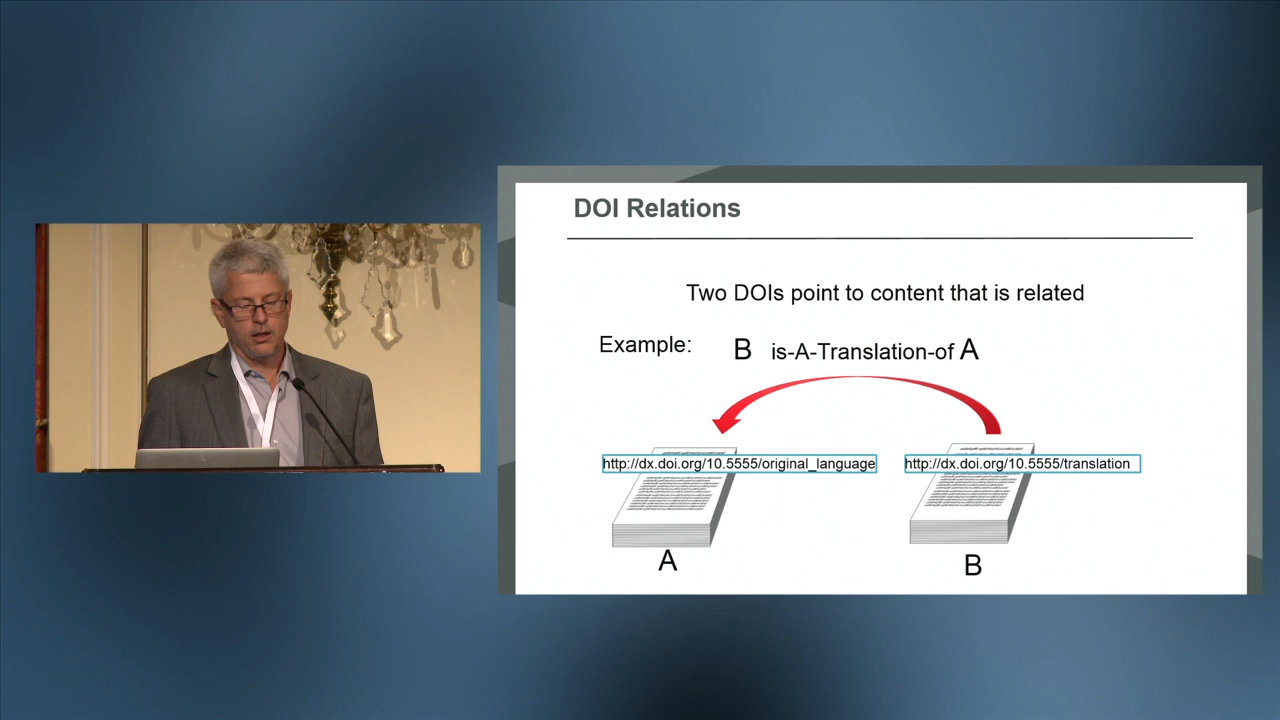 DOI Relations
Two DOIs point to content that is related
Example: B is-A-Translation-of A
http://dx.doi.org/10.5555/original_language
http://dx.doi.org/10.5555/translation
A
B